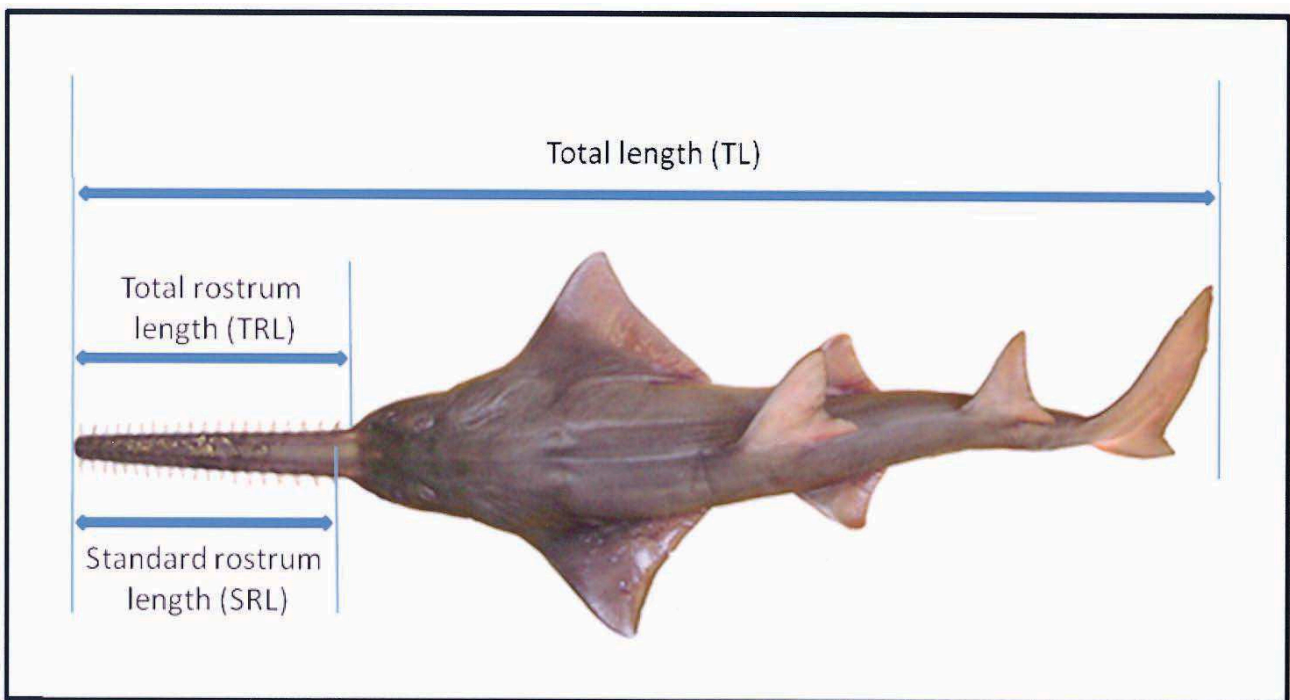 Total length (TL)
Total rostrum
length (TRL)
Standard rostrum
length (SRL)